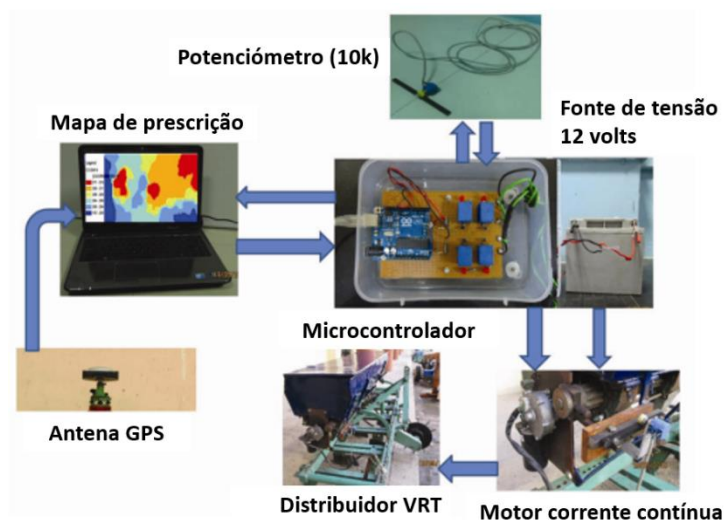 Potenciómetro (10k)
Fonte de tensão
12 volts
Mapa de prescrição
Microcontrolador
Antena GPS
Distribuidor VRT
Motor corrente contínua